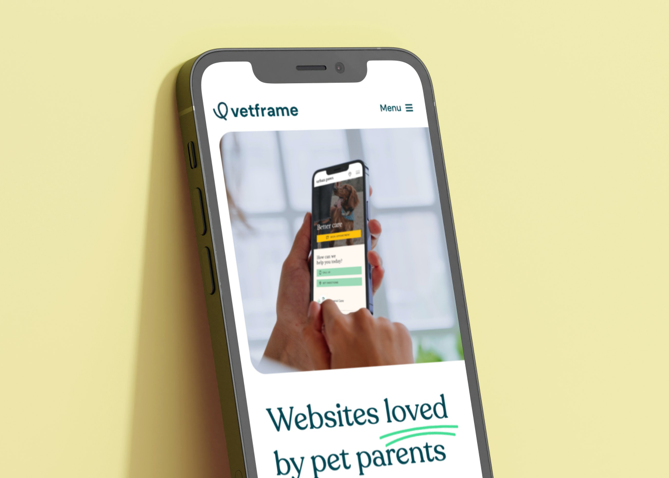 vetframe
Menu
Better care
How can we
help you today?
Websites loved
by pet parents